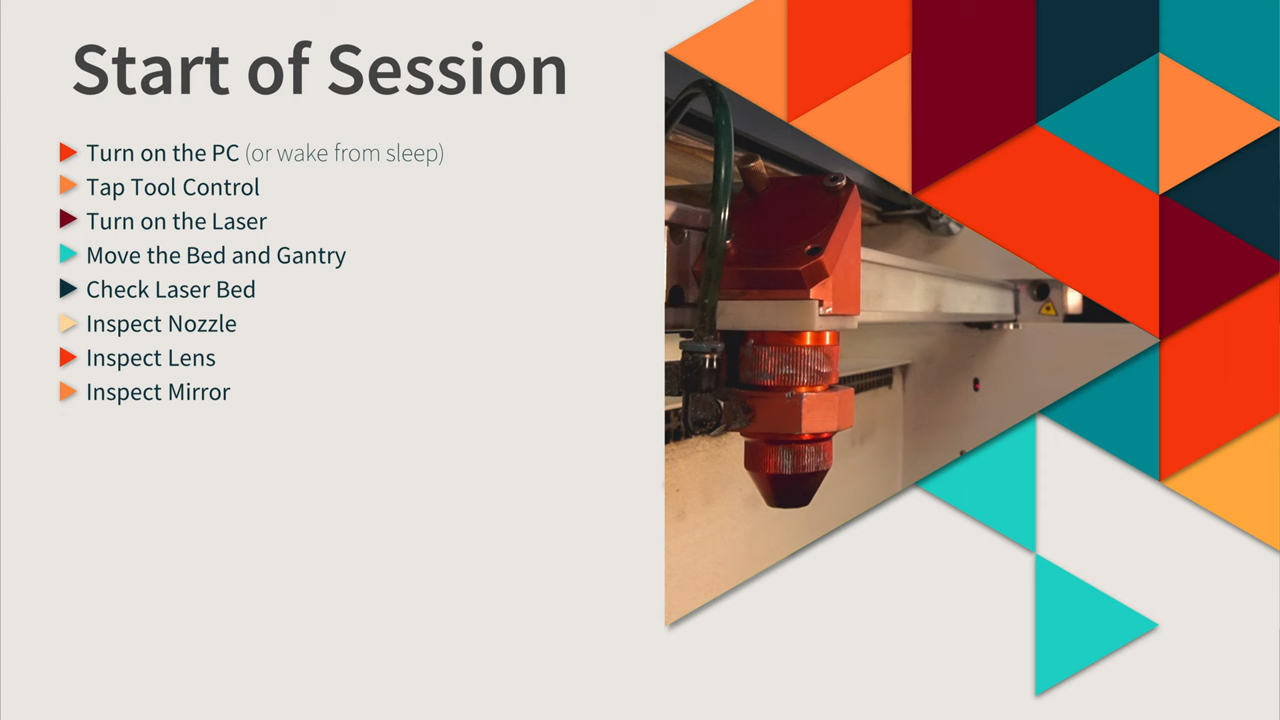 Start of Session
Turn on the PC (or wake from sleep)
Tap Tool Control
Turn on the Laser
Move the Bed and Gantry
Check Laser Bed
Inspect Nozzle
Inspect Lens
Inspect Mirror